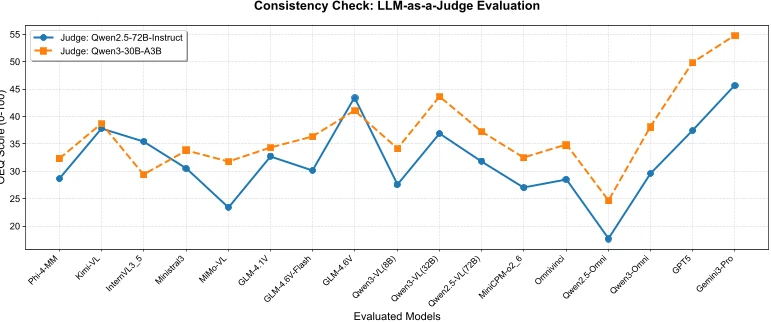 Consistency Check: LLM-as-a-Judge Evaluation
Judge: Qwen2.5-72B-Instruct
Judge: Qwen3-30B-A3B
55
50
45
40
35
30
25
20
Score (0-100)
Phi-4-MM
Kimi-VL
InternVL3_5
Ministral3
MiMo-VL
GLM-4.1V
GLM-4.6V-Flash
GLM-4.6V
Qwen3-VL(8B)
Qwen3-VL(32B)
Qwen2.5-VL(72B)
MiniCPM-o2_6
Omnivinci
Qwen2.5-Omni
Qwen3-Omni
GPT5
Gemini3-Pro
Evaluated Models